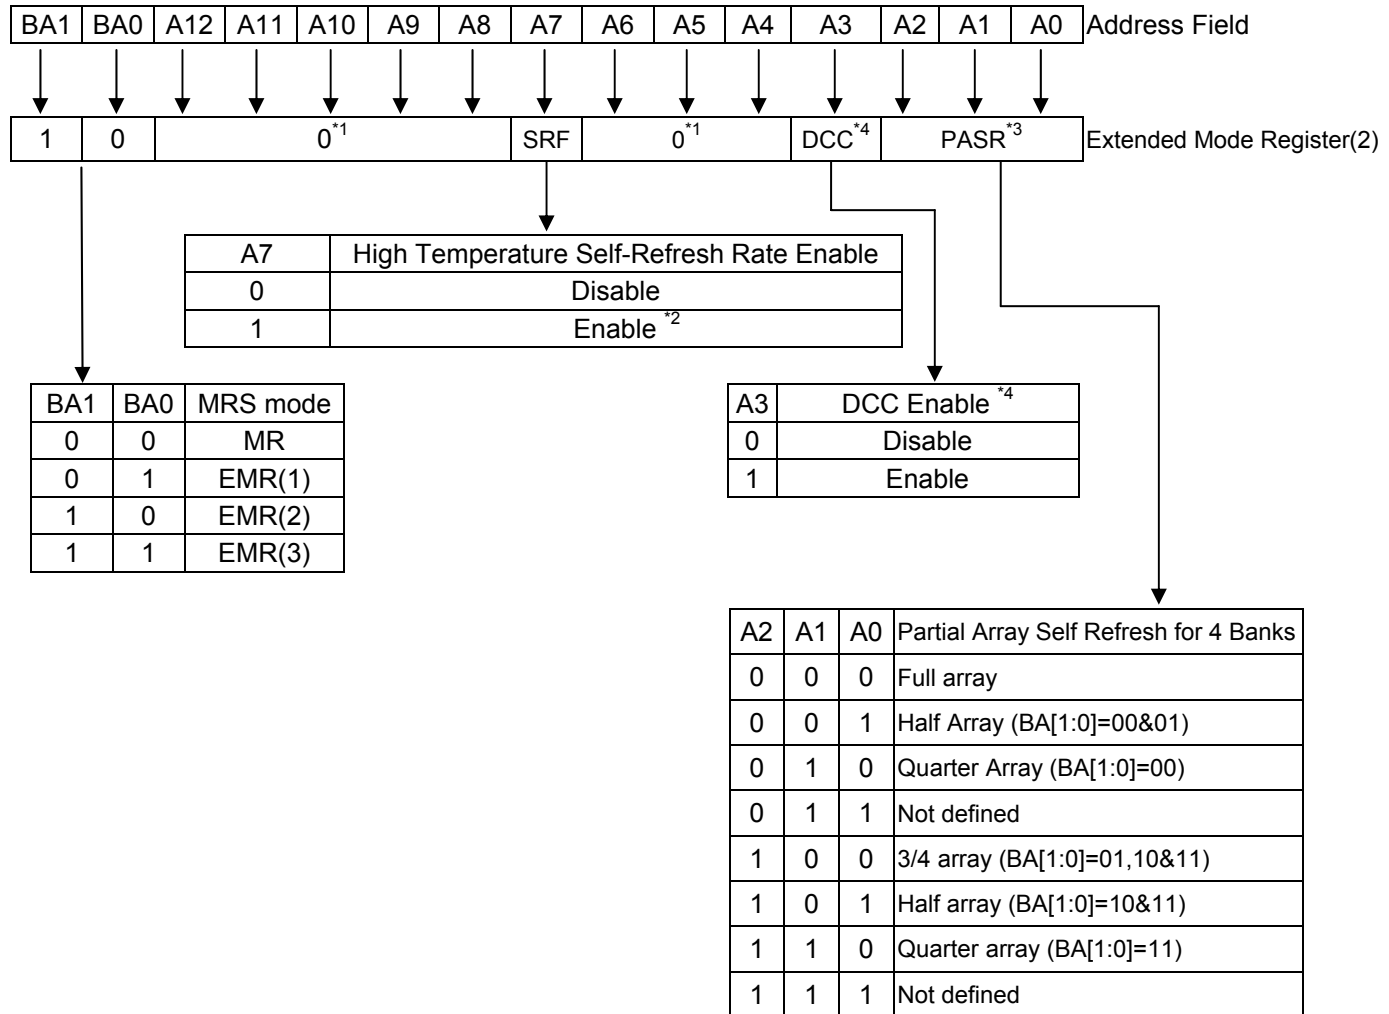 BA1 BA0 A12 A11 A10 A9 A8 A7 A6 A5 A4 A3 A2 A1 A0 Address Field
1 0 0*1 SRF 0*1 DCC*4 PASR*3 Extended Mode Register(2)
A7 High Temperature Self-Refresh Rate Enable
0 Disable
1 Enable *2
BA1 BA0 MRS mode
0 0 MR
0 1 EMR(1)
1 0 EMR(2)
1 1 EMR(3)
A3 DCC Enable *4
0 Disable
1 Enable
A2 A1 A0 Partial Array Self Refresh for 4 Banks
0 0 0 Full array
0 0 1 Half Array (BA[1:0]=00&01)
0 1 0 Quarter Array (BA[1:0]=00)
0 1 1 Not defined
1 0 0 3/4 array (BA[1:0]=01,10&11)
1 0 1 Half array (BA[1:0]=10&11)
1 1 0 Quarter array (BA[1:0]=11)
1 1 1 Not defined